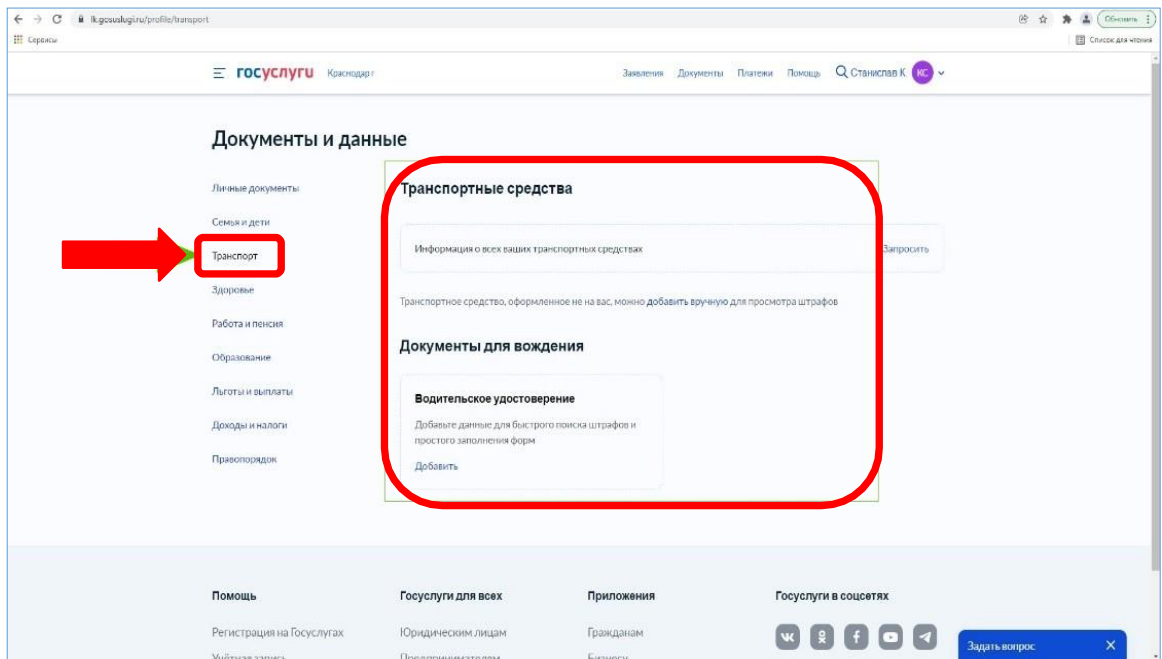 lk.gosuslugi.ru/profile/transport
Обновить
Сервисы
Список для чтения
госуслуги Краснодар г
Заявления Документы Платежи Помощь Станислав К КС
Документы и данные
Личные документы
Семья и дети
Транспорт
Здоровье
Работа и пенсия
Образование
Льготы и выплаты
Доходы и налоги
Правопорядок
Транспортные средства
Информация о всех ваших транспортных средствах
Запросить
Транспортное средство, оформленное не на вас, можно добавить вручную для просмотра штрафов
Документы для вождения
Водительское удостоверение
Добавьте данные для быстрого поиска штрафов и
простого заполнения форм
Добавить
Помощь
Регистрация на Госуслугах
Учётная запись
Госуслуги для всех
Юридическим лицам
Предпринимателям
Приложения
Гражданам
Бизнесу
Госуслуги в соцсетях
Задать вопрос